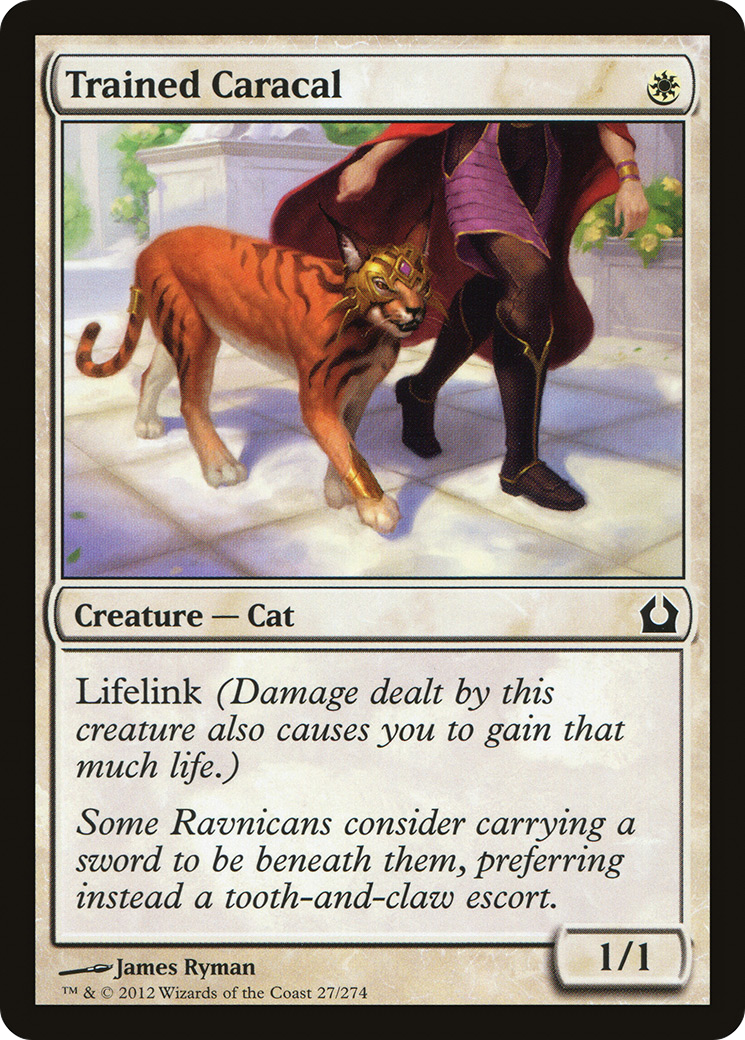 Trained Caracal
Creature — Cat
Lifelink (Damage dealt by this
creature also causes you to gain that
much life.)
Some Ravnicans consider carrying a
sword to be beneath them, preferring
instead a tooth-and-claw escort.
1/1
James Ryman
™ & © 2012 Wizards of the Coast 27/274